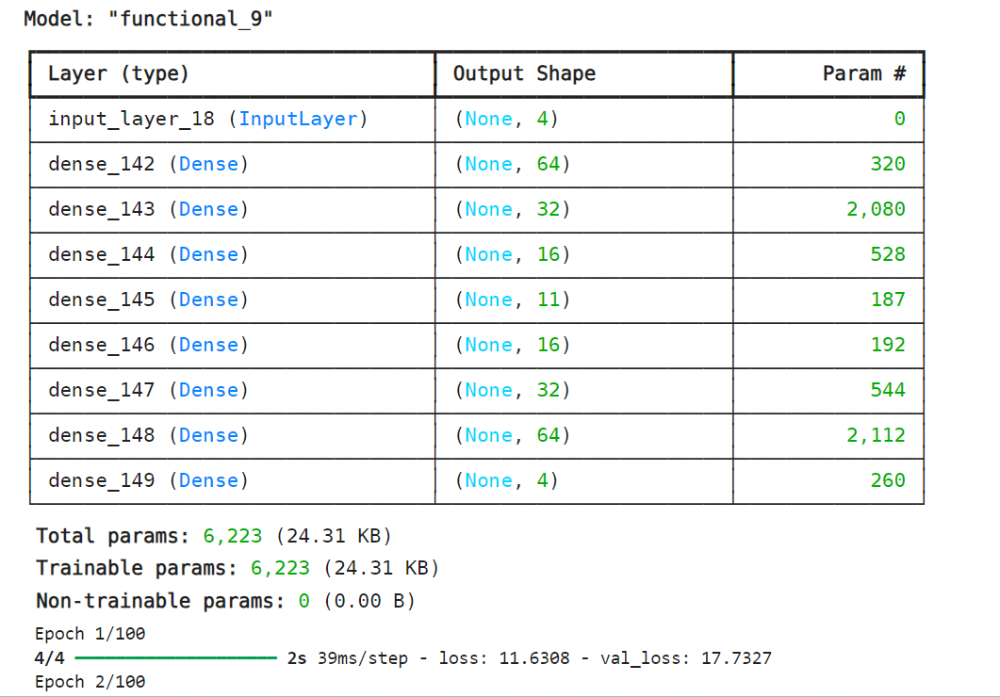 Model: "functional_9"
Layer (type) Output Shape Param #
input_layer_18 (InputLayer) (None, 4) 0
dense_142 (Dense) (None, 64) 320
dense_143 (Dense) (None, 32) 2,080
dense_144 (Dense) (None, 16) 528
dense_145 (Dense) (None, 11) 187
dense_146 (Dense) (None, 16) 192
dense_147 (Dense) (None, 32) 544
dense_148 (Dense) (None, 64) 2,112
dense_149 (Dense) (None, 4) 260
Total params: 6,223 (24.31 KB)
Trainable params: 6,223 (24.31 KB)
Non-trainable params: 0 (0.00 B)
Epoch 1/100
4/4 2s 39ms/step - loss: 11.6308 - val_loss: 17.7327
Epoch 2/100